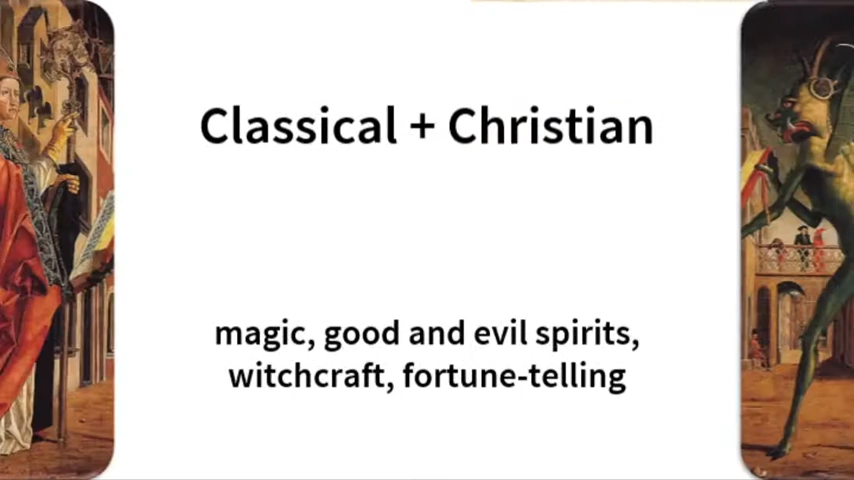 Classical + Christian
magic, good and evil spirits,
witchcraft, fortune-telling